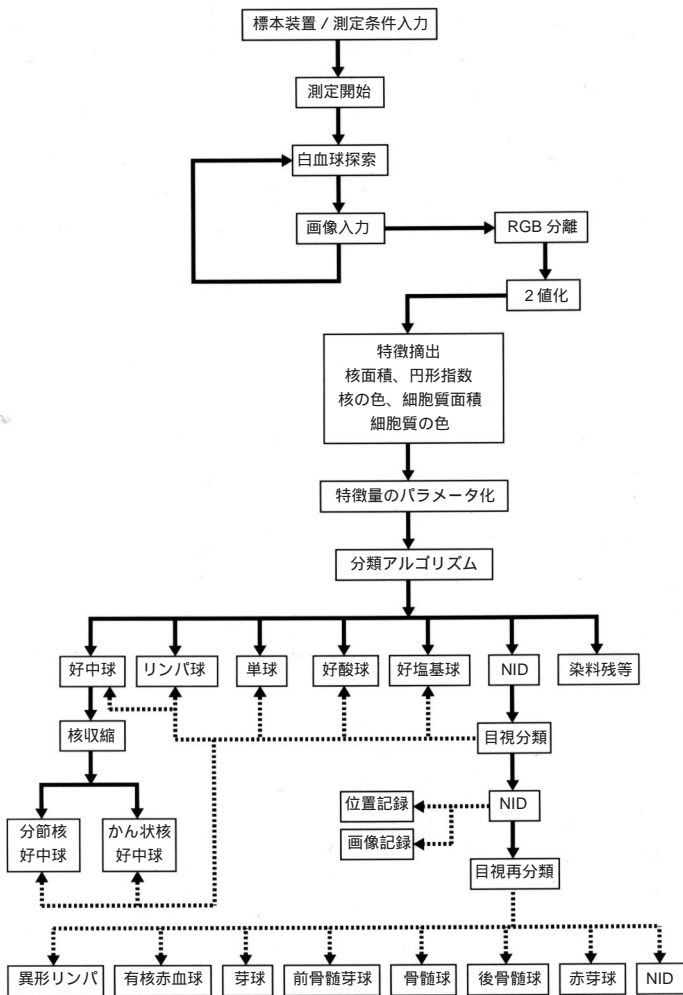 標本装置 / 測定条件入力
測定開始
白血球探索
画像入力
RGB 分離
２値化
特徴摘出
核面積、円形指数
核の色、細胞質面積
細胞質の色
特徴量のパラメータ化
分類アルゴリズム
好中球
リンパ球
単球
好酸球
好塩基球
NID
染料残等
核収縮
目視分類
分節核
好中球
かん状核
好中球
位置記録
NID
画像記録
目視再分類
異形リンパ
有核赤血球
芽球
前骨髄芽球
骨髄球
後骨髄球
赤芽球
NID